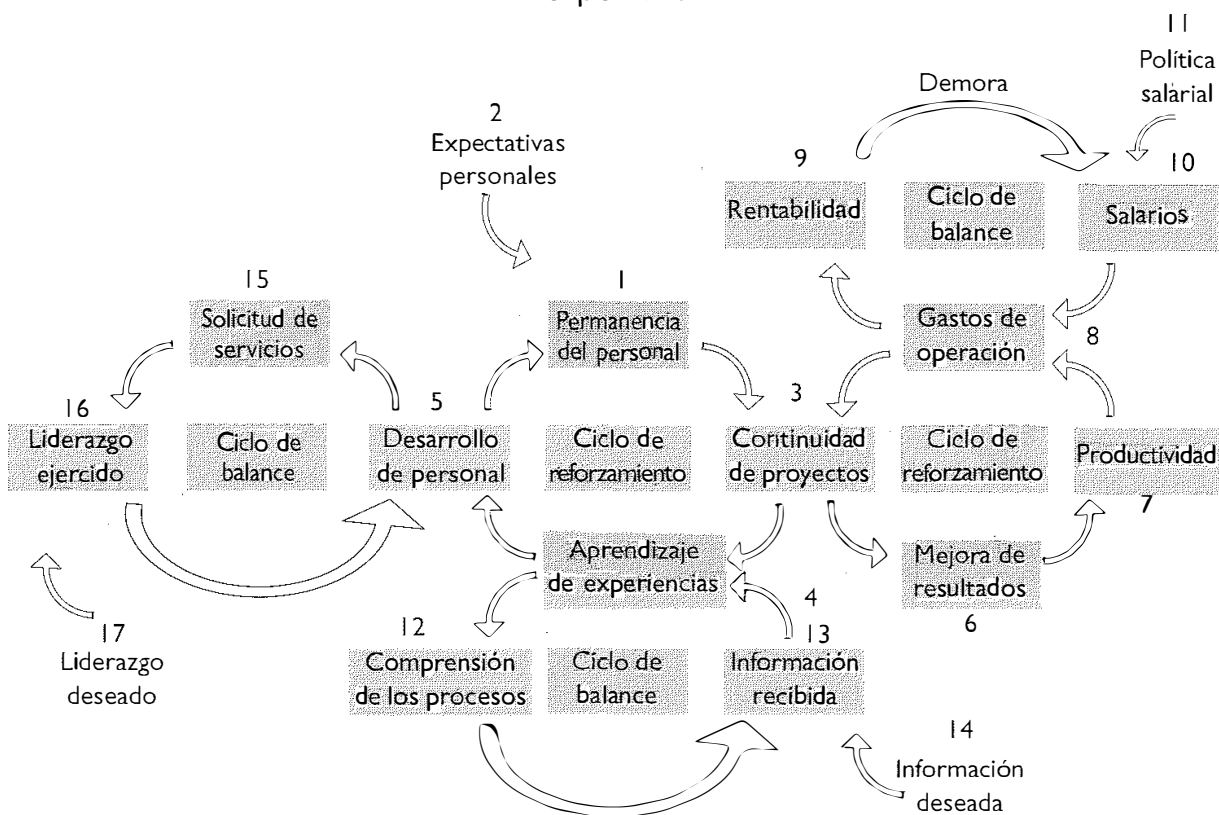 11
Política
salarial
Demora
2
Expectativas
personales
9
10
Rentabilidad
Ciclo de
balance
Salarios
15
1
Solicitud de
servicios
Permanencia
del personal
Gastos de
operación
8
16
5
3
Liderazgo
ejercido
Ciclo de
balance
Desarrollo
de personal
Ciclo de
reforzamiento
Continuidad
de proyectos
Ciclo de
reforzamiento
Productividad
7
Aprendizaje
de experiencias
4
Mejora de
resultados
6
17
Liderazgo
deseado
12
13
Comprensión
de los procesos
Ciclo de
balance
Información
recibida
14
Información
deseada